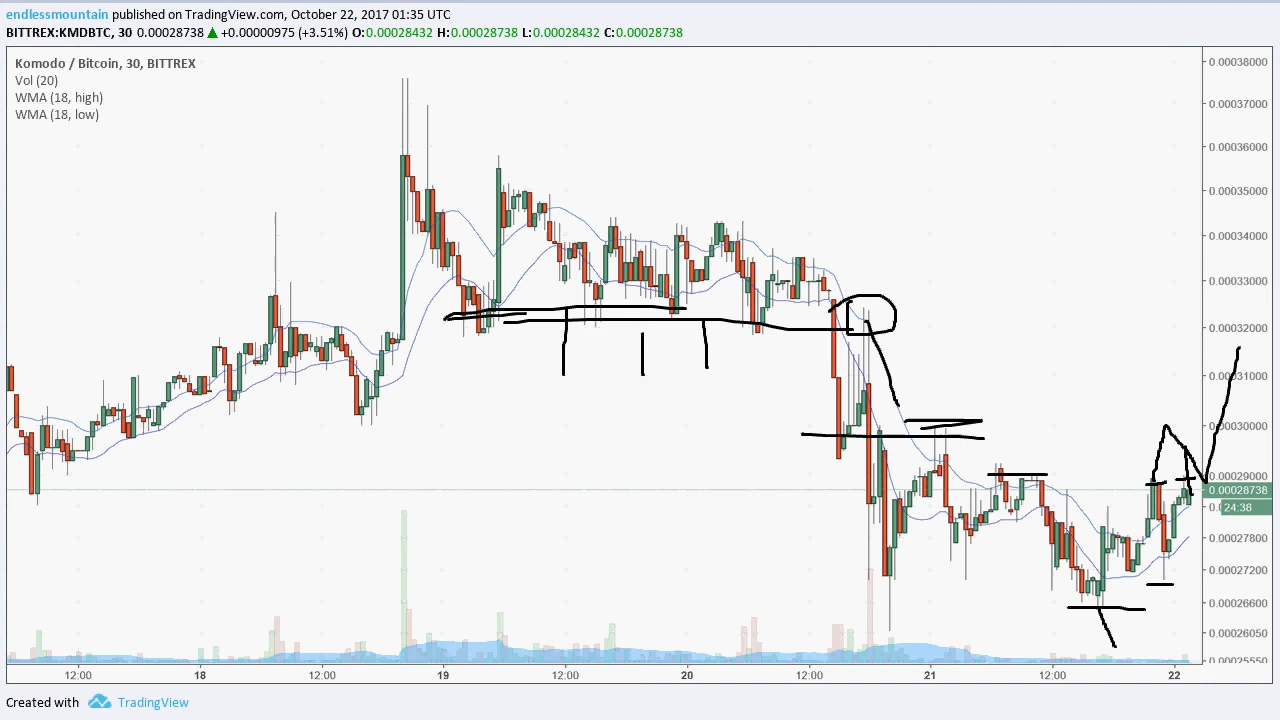 endlessmountain published on TradingView.com, October 22, 2017 01:35 UTC
BITTREX:KMDBTC, 30 0.00028738 ▲ +0.00000975 (+3.51%) O:0.00028432 H:0.00028738 L:0.00028432 C:0.00028738
Komodo / Bitcoin, 30, BITTREX
Vol (20)
WMA (18, high)
WMA (18, low)
0.00038000
0.00037000
0.00036000
0.00035000
0.00034000
0.00033000
0.00032000
0.00031000
0.00030000
0.00029000
0.00028738
24:38
0.00027800
0.00027200
0.00026600
0.00026050
0.00025550
12:00 18 12:00 19 12:00 20 12:00 21 12:00 22
Created with TradingView